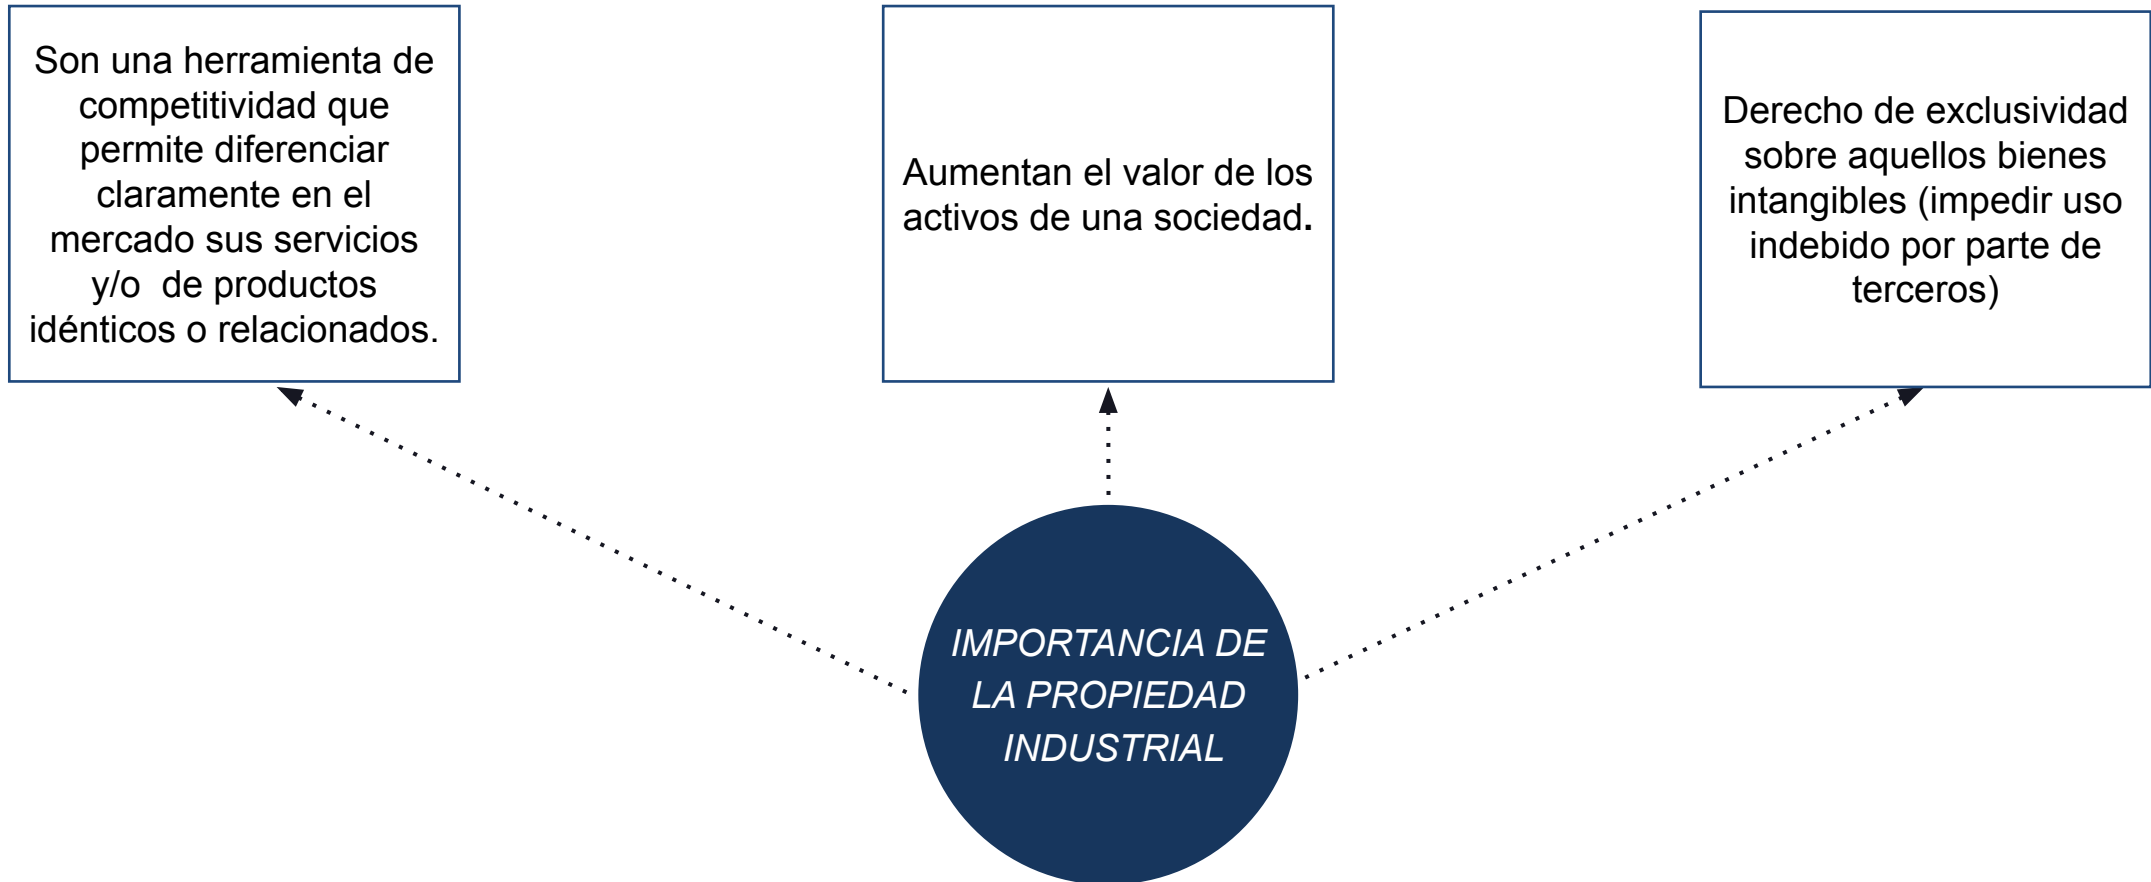 Son una herramienta de
competitividad que
permite diferenciar
claramente en el
mercado sus servicios
y/o  de productos
idénticos o relacionados.
Aumentan el valor de los
activos de una sociedad.
Derecho de exclusividad
sobre aquellos bienes
intangibles (impedir uso
indebido por parte de
terceros)
IMPORTANCIA DE
LA PROPIEDAD
INDUSTRIAL